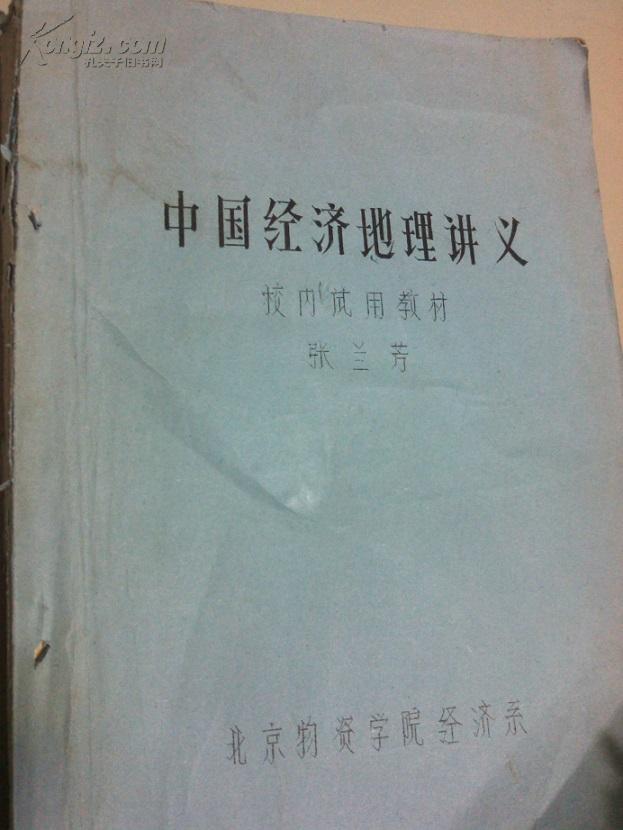 Kongfz.com
孔夫子旧书网
中国经济地理讲义
校内试用教材
张兰芳
北京物资学院经济系